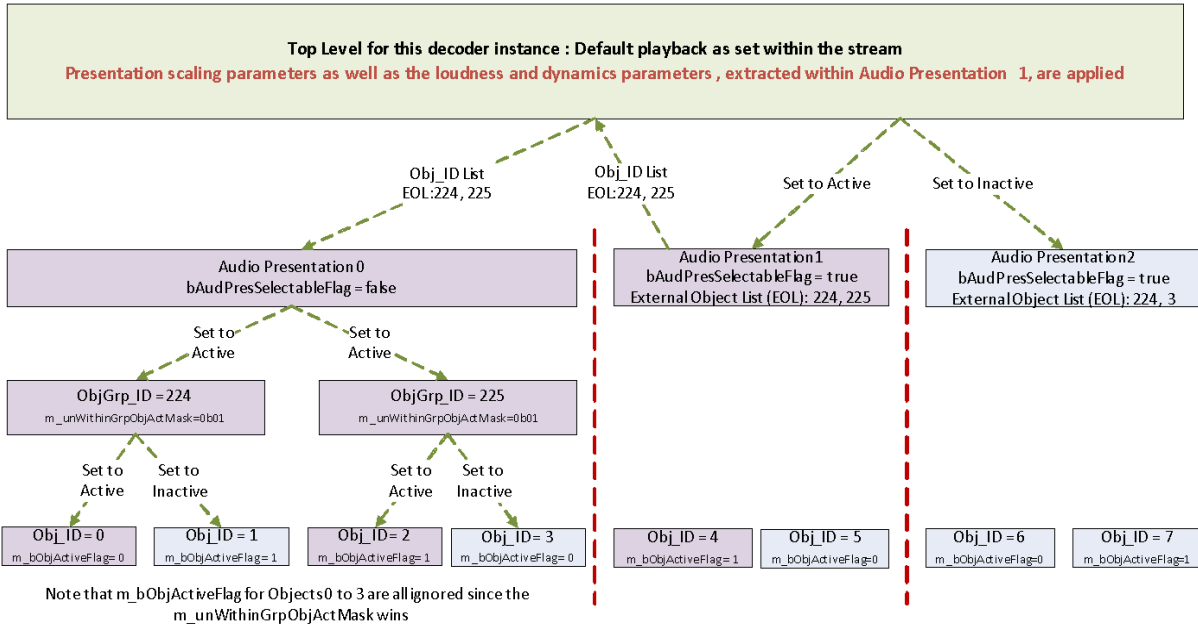 Top Level for this decoder instance : Default playback as set within the stream
Presentation scaling parameters as well as the loudness and dynamics parameters , extracted within Audio Presentation 1, are applied
Obj_ID List
EOL:224, 225
Obj_ID List
EOL:224, 225
Set to Active
Set to Inactive
Audio Presentation 0
bAudPresSelectableFlag = false
Audio Presentation 1
bAudPresSelectableFlag = true
External Object List (EOL): 224, 225
Audio Presentation 2
bAudPresSelectableFlag = true
External Object List (EOL): 224, 3
Set to
Active
Set to
Active
ObjGrp_ID = 224
m_unWithinGrpObjActMask=0b01
ObjGrp_ID = 225
m_unWithinGrpObjActMask=0b01
Set to
Active
Set to
Inactive
Set to
Active
Set to
Inactive
Obj_ID = 0
m_bObjActiveFlag= 0
Obj_ID = 1
m_bObjActiveFlag= 1
Obj_ID = 2
m_bObjActiveFlag= 1
Obj_ID = 3
m_bObjActiveFlag= 0
Obj_ID = 4
m_bObjActiveFlag= 1
Obj_ID = 5
m_bObjActiveFlag=0
Obj_ID = 6
m_bObjActiveFlag=0
Obj_ID = 7
m_bObjActiveFlag=1
Note that m_bObjActiveFlag for Objects 0 to 3 are all ignored since the
m_unWithinGrpObjActMask wins